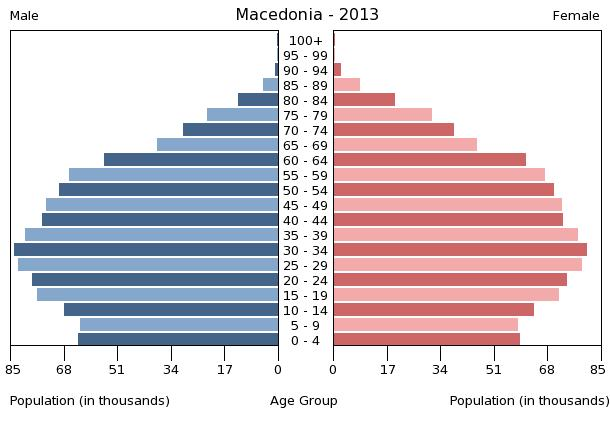 Male Macedonia - 2013 Female
100+
95 - 99
90 - 94
85 - 89
80 - 84
75 - 79
70 - 74
65 - 69
60 - 64
55 - 59
50 - 54
45 - 49
40 - 44
35 - 39
30 - 34
25 - 29
20 - 24
15 - 19
10 - 14
5 - 9
0 - 4
85 68 51 34 17 0 0 17 34 51 68 85
Population (in thousands) Age Group Population (in thousands)